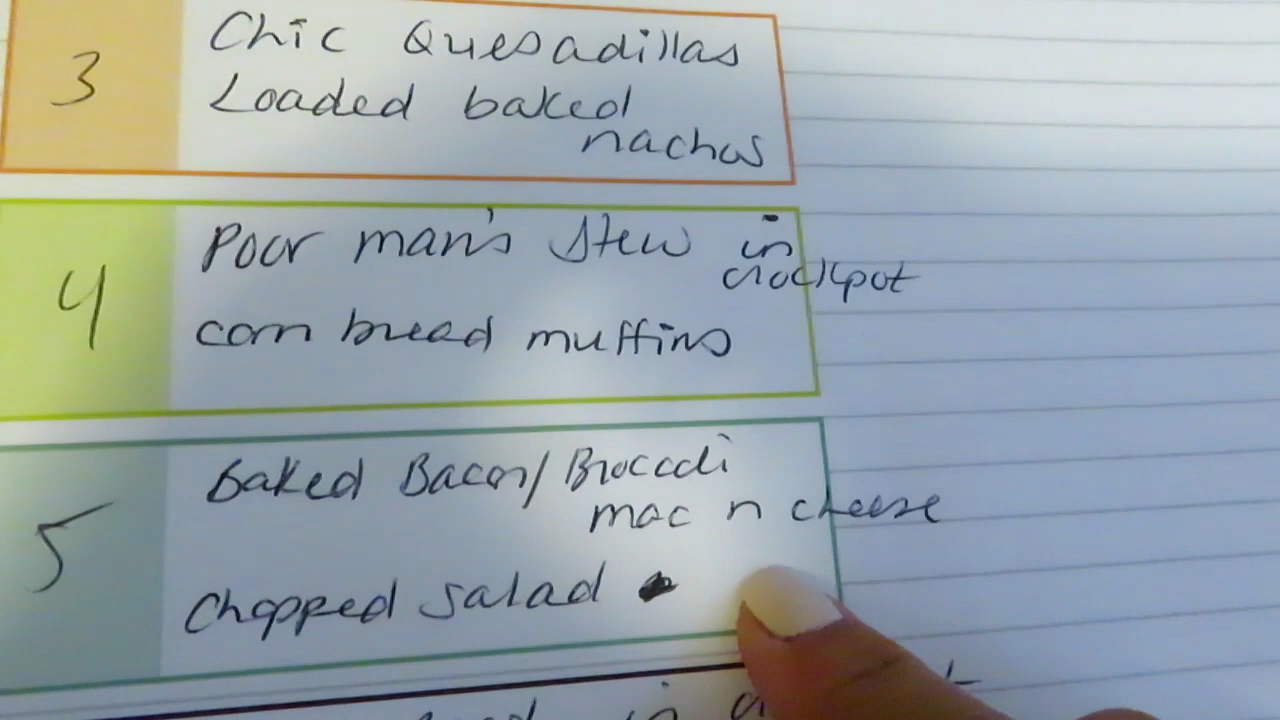 3
Chic Quesadillas
Loaded baked
nachos
4
Poor man's stew in
crockpot
corn bread muffins
5
Baked Bacon/Broccoli
mac n cheese
Chopped salad
in a